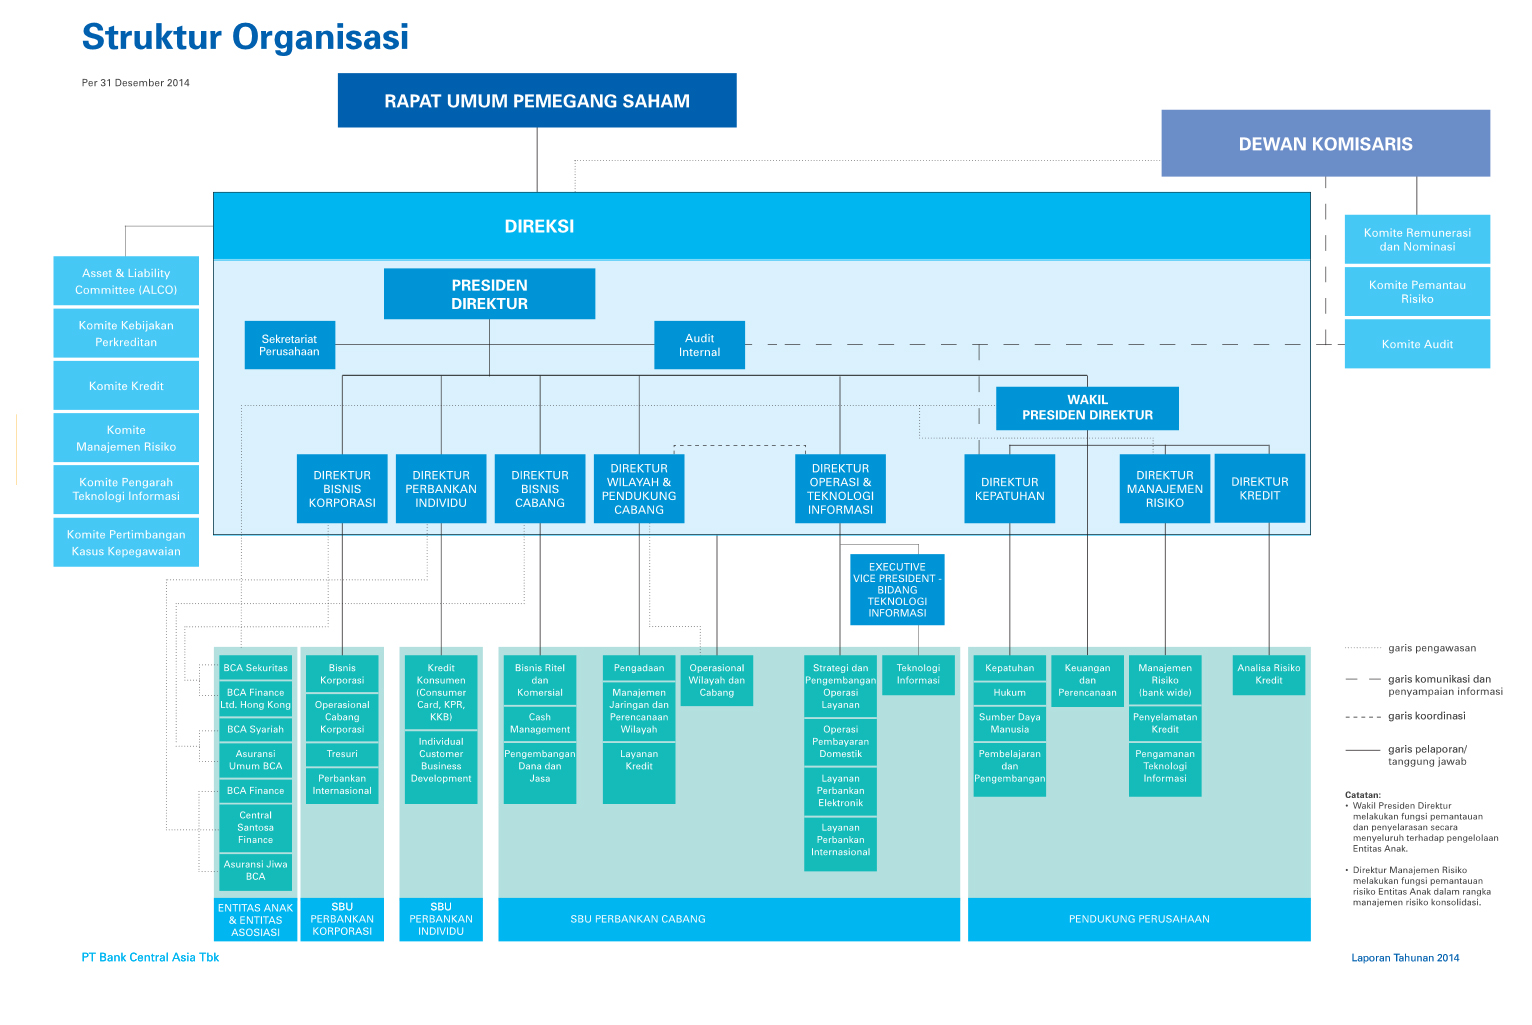 Struktur Organisasi
Per 31 Desember 2014
RAPAT UMUM PEMEGANG SAHAM
DEWAN KOMISARIS
DIREKSI
Komite Remunerasi
dan Nominasi
Komite Pemantau
Risiko
Komite Audit
Asset & Liability
Committee (ALCO)
Komite Kebijakan
Perkreditan
Komite Kredit
Komite
Manajemen Risiko
Komite Pengarah
Teknologi Informasi
Komite Pertimbangan
Kasus Kepegawaian
PRESIDEN
DIREKTUR
Sekretariat
Perusahaan
Audit
Internal
WAKIL
PRESIDEN DIREKTUR
DIREKTUR
BISNIS
KORPORASI
DIREKTUR
PERBANKAN
INDIVIDU
DIREKTUR
BISNIS
CABANG
DIREKTUR
WILAYAH &
PENDUKUNG
CABANG
DIREKTUR
OPERASI &
TEKNOLOGI
INFORMASI
DIREKTUR
KEPATUHAN
DIREKTUR
MANAJEMEN
RISIKO
DIREKTUR
KREDIT
EXECUTIVE
VICE PRESIDENT -
BIDANG
TEKNOLOGI
INFORMASI
BCA Sekuritas
BCA Finance
Ltd. Hong Kong
BCA Syariah
Asuransi
Umum BCA
BCA Finance
Central
Santosa
Finance
Asuransi Jiwa
BCA
ENTITAS ANAK
& ENTITAS
ASOSIASI
Bisnis
Korporasi
Operasional
Cabang
Korporasi
Tresuri
Perbankan
Internasional
SBU
PERBANKAN
KORPORASI
Kredit
Konsumen
(Consumer
Card, KPR,
KKB)
Individual
Customer
Business
Development
SBU
PERBANKAN
INDIVIDU
Bisnis Ritel
dan
Komersial
Cash
Management
Pengembangan
Dana dan
Jasa
Pengadaan
Manajemen
Jaringan dan
Perencanaan
Wilayah
Layanan
Kredit
Operasional
Wilayah dan
Cabang
Strategi dan
Pengembangan
Operasi
Layanan
Operasi
Pembayaran
Domestik
Layanan
Perbankan
Elektronik
Layanan
Perbankan
Internasional
Teknologi
Informasi
SBU PERBANKAN CABANG
Kepatuhan
Hukum
Sumber Daya
Manusia
Pembelajaran
dan
Pengembangan
Keuangan
dan
Perencanaan
Manajemen
Risiko
(bank wide)
Penyelamatan
Kredit
Pengamanan
Teknologi
Informasi
Analisa Risiko
Kredit
PENDUKUNG PERUSAHAAN
garis pengawasan
garis komunikasi dan
penyampaian informasi
garis koordinasi
garis pelaporan/
tanggung jawab
Catatan:
• Wakil Presiden Direktur
melakukan fungsi pemantauan
dan penyelarasan secara
menyeluruh terhadap pengelolaan
Entitas Anak.
• Direktur Manajemen Risiko
melakukan fungsi pemantauan
risiko Entitas Anak dalam rangka
manajemen risiko konsolidasi.
PT Bank Central Asia Tbk
Laporan Tahunan 2014